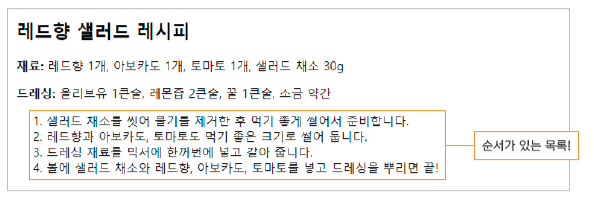 레드향 샐러드 레시피
재료: 레드향 1개, 아보카도 1개, 토마토 1개, 샐러드 채소 30g
드레싱: 올리브유 1큰술, 레몬즙 2큰술, 꿀 1큰술, 소금 약간
1. 샐러드 채소를 씻어 물기를 제거한 후 먹기 좋게 썰어서 준비합니다.
2. 레드향과 아보카도, 토마토도 먹기 좋은 크기로 썰어 둡니다.
3. 드레싱 재료를 믹서에 한꺼번에 넣고 갈아 줍니다.
4. 볼에 샐러드 채소와 레드향, 아보카도, 토마토를 넣고 드레싱을 뿌리면 끝!
순서가 있는 목록!